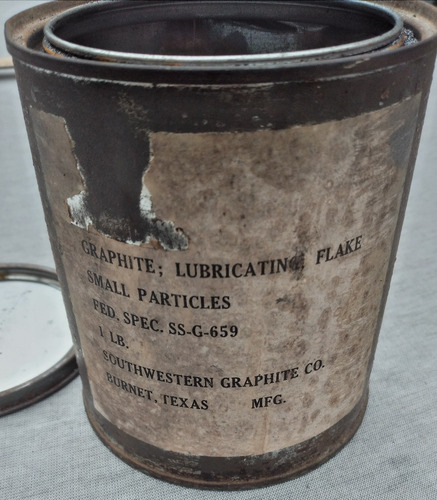 GRAPHITE; LUBRICATING, FLAKE
SMALL PARTICLES
FED. SPEC. SS-G-659
1 LB.
SOUTHWESTERN GRAPHITE CO.
BURNET, TEXAS MFG.